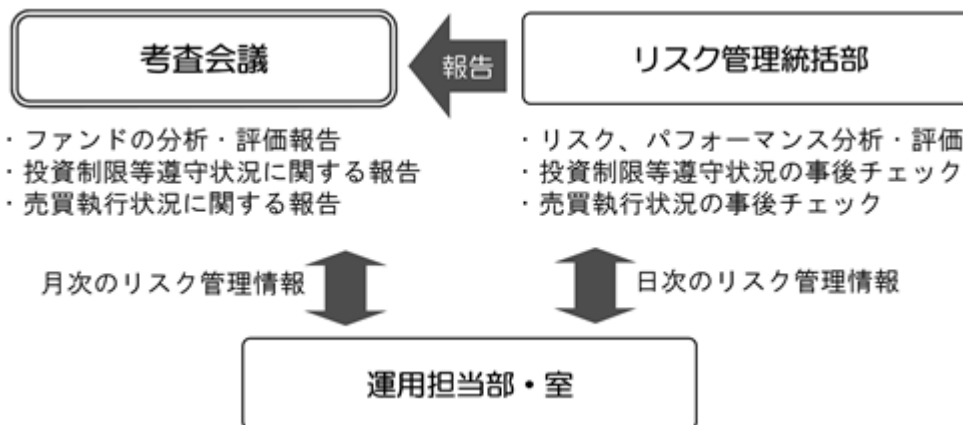 考査会議
報告
リスク管理統括部
・ファンドの分析・評価報告
・投資制限等遵守状況に関する報告
・売買執行状況に関する報告
・リスク、パフォーマンス分析・評価
・投資制限等遵守状況の事後チェック
・売買執行状況の事後チェック
月次のリスク管理情報
日次のリスク管理情報
運用担当部・室